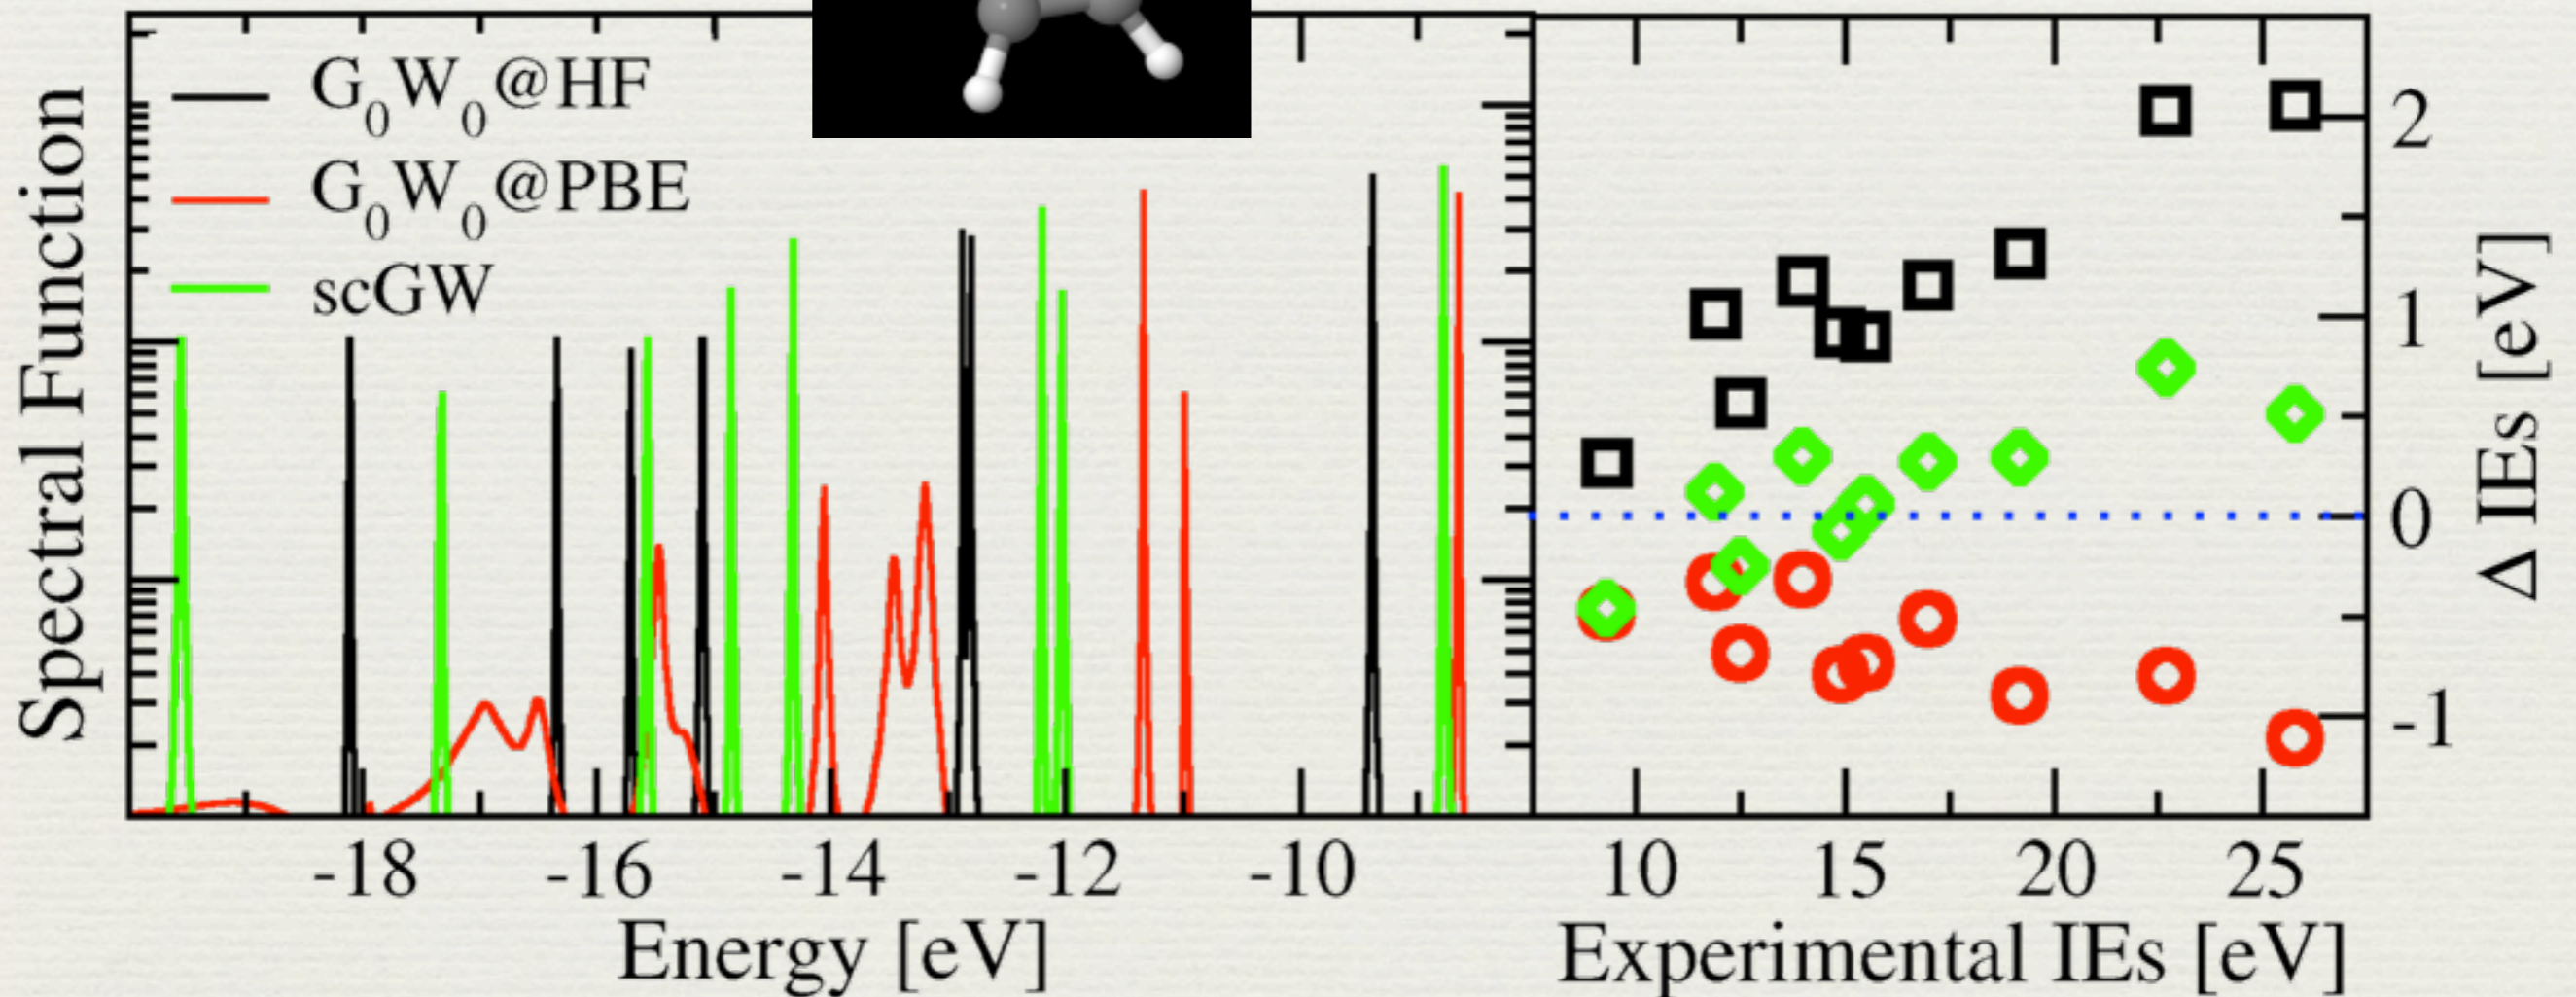 G0W0@HF
G0W0@PBE
scGW
Spectral Function
-18 -16 -14 -12 -10
Energy [eV]
2
1
0
-1
Δ IEs [eV]
10 15 20 25
Experimental IEs [eV]